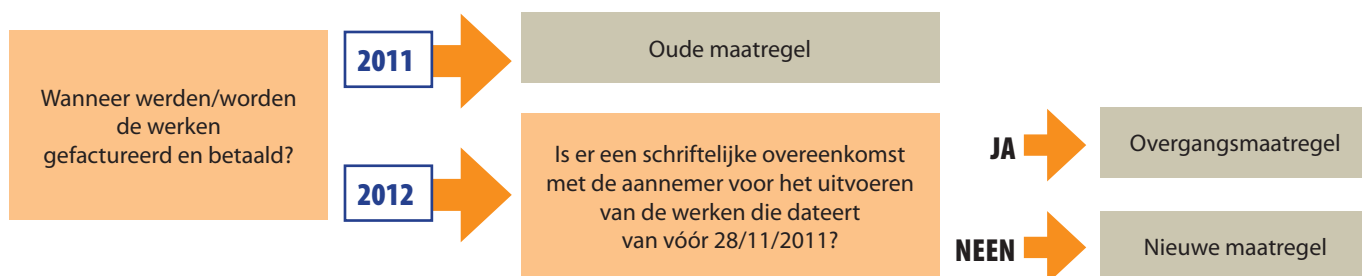 Wanneer werden/worden
de werken
gefactureerd en betaald?
2011
Oude maatregel
2012
Is er een schriftelijke overeenkomst
met de aannemer voor het uitvoeren
van de werken die dateert
van vóór 28/11/2011?
JA
Overgangsmaatregel
NEEN
Nieuwe maatregel